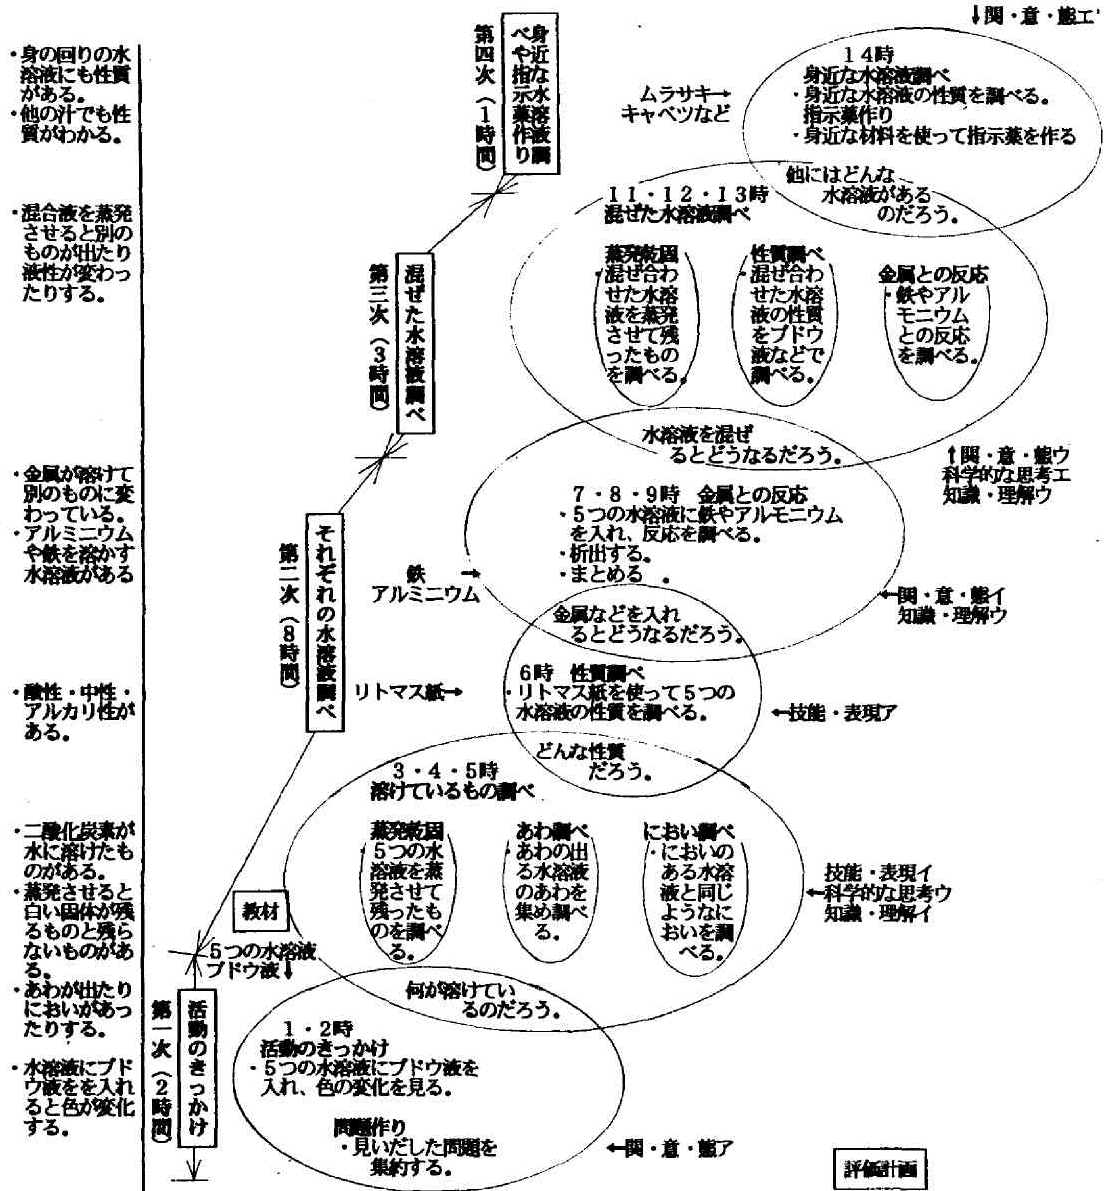 ↓関・意・態エ
・身の回りの水
溶液にも性質
がある。
・他の汁でも性
質がわかる。
・混合液を蒸発
させると別の
ものが出たり
液性が変わっ
たりする。
・金属が溶けて
別のものに変
わっている。
・アルミニウム
や鉄を溶かす
水溶液がある
・酸性・中性・
アルカリ性が
ある。
・二酸化炭素が
水に溶けたも
のがある。
・蒸発させると
白い固体が残
るものと残ら
ないものがあ
る。
・あわが出たり
においがあっ
たりする。
・水溶液にブド
ウ液をを入れ
ると色が変化
する。
第四次(1時間)
身近な水溶液調
べや指示薬作り
第三次(3時間)
混ぜた水溶液調べ
第二次(8時間)
それぞれの水溶液調べ
第一次(2時間)
活動のきっかけ
ムラサキ→
キャベツなど
14時
身近な水溶液調べ
・身近な水溶液の性質を調べる。
指示薬作り
・身近な材料を使って指示薬を作る
他にはどんな
水溶液がある
のだろう。
11・12・13時
混ぜた水溶液調べ
蒸発乾固
・混ぜ合わ
せた水溶
液を蒸発
させて残
ったもの
を調べる。
性質調べ
・混ぜ合わ
せた水溶
液の性質
をブドウ
液などで
調べる。
金属との反応
・鉄やアル
モニウム
との反応
を調べる。
水溶液を混ぜ
るとどうなるだろう。
↑関・意・態ウ
科学的な思考エ
知識・理解ウ
7・8・9時 金属との反応
・5つの水溶液に鉄やアルモニウム
を入れ、反応を調べる。
・析出する。
・まとめる 。
鉄 →
アルミニウム
←関・意・態イ
知識・理解ウ
金属などを入れ
るとどうなるだろう。
6時 性質調べ
・リトマス紙を使って5つの
水溶液の性質を調べる。
リトマス紙→
←技能・表現ア
どんな性質
だろう。
3・4・5時
溶けているもの調べ
蒸発乾固
・5つの水
溶液を蒸
発させて
残ったも
のを調べ
る。
あわ調べ
・あわの出
る水溶液
のあわを
集め調べ
る。
におい調べ
・においの
ある水溶
液と同じ
ようなに
おいを調
べる。
技能・表現イ
←科学的な思考ウ
知識・理解イ
教材
5つの水溶液
ブドウ液↓
何が溶けてい
るのだろう。
1・2時
活動のきっかけ
・5つの水溶液にブドウ液を
入れ、色の変化を見る。
問題作り
・見いだした問題を
集約する。
←関・意・態ア
評価計画